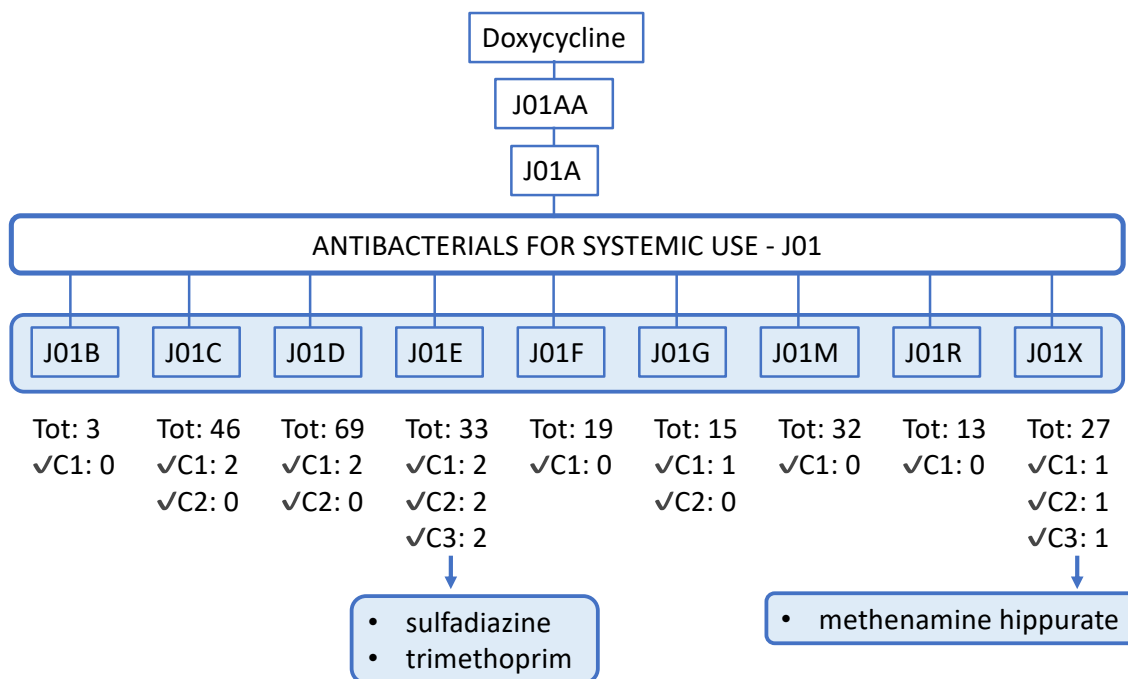 Doxycycline
J01AA
J01A
ANTIBACTERIALS FOR SYSTEMIC USE - J01
J01B J01C J01D J01E J01F J01G J01M J01R J01X
Tot: 3 Tot: 46 Tot: 69 Tot: 33 Tot: 19 Tot: 15 Tot: 32 Tot: 13 Tot: 27
✓C1: 0 ✓C1: 2 ✓C1: 2 ✓C1: 2 ✓C1: 0 ✓C1: 1 ✓C1: 0 ✓C1: 0 ✓C1: 1
✓C2: 0 ✓C2: 0 ✓C2: 2 ✓C2: 0 ✓C2: 1
✓C3: 2 ✓C3: 1
• sulfadiazine
• trimethoprim
• methenamine hippurate